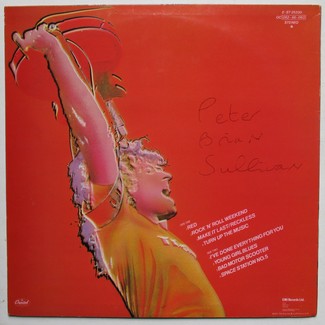 STEREO
Peter
BRIAN
Sullivan
RED
ROCK 'N' ROLL WEEKEND
MAKE IT LAST/RECKLESS
TURN UP THE MUSIC
I'VE DONE EVERYTHING FOR YOU
YOUNG GIRL BLUES
BAD MOTOR SCOOTER
SPACE STATION NO.5
Capitol